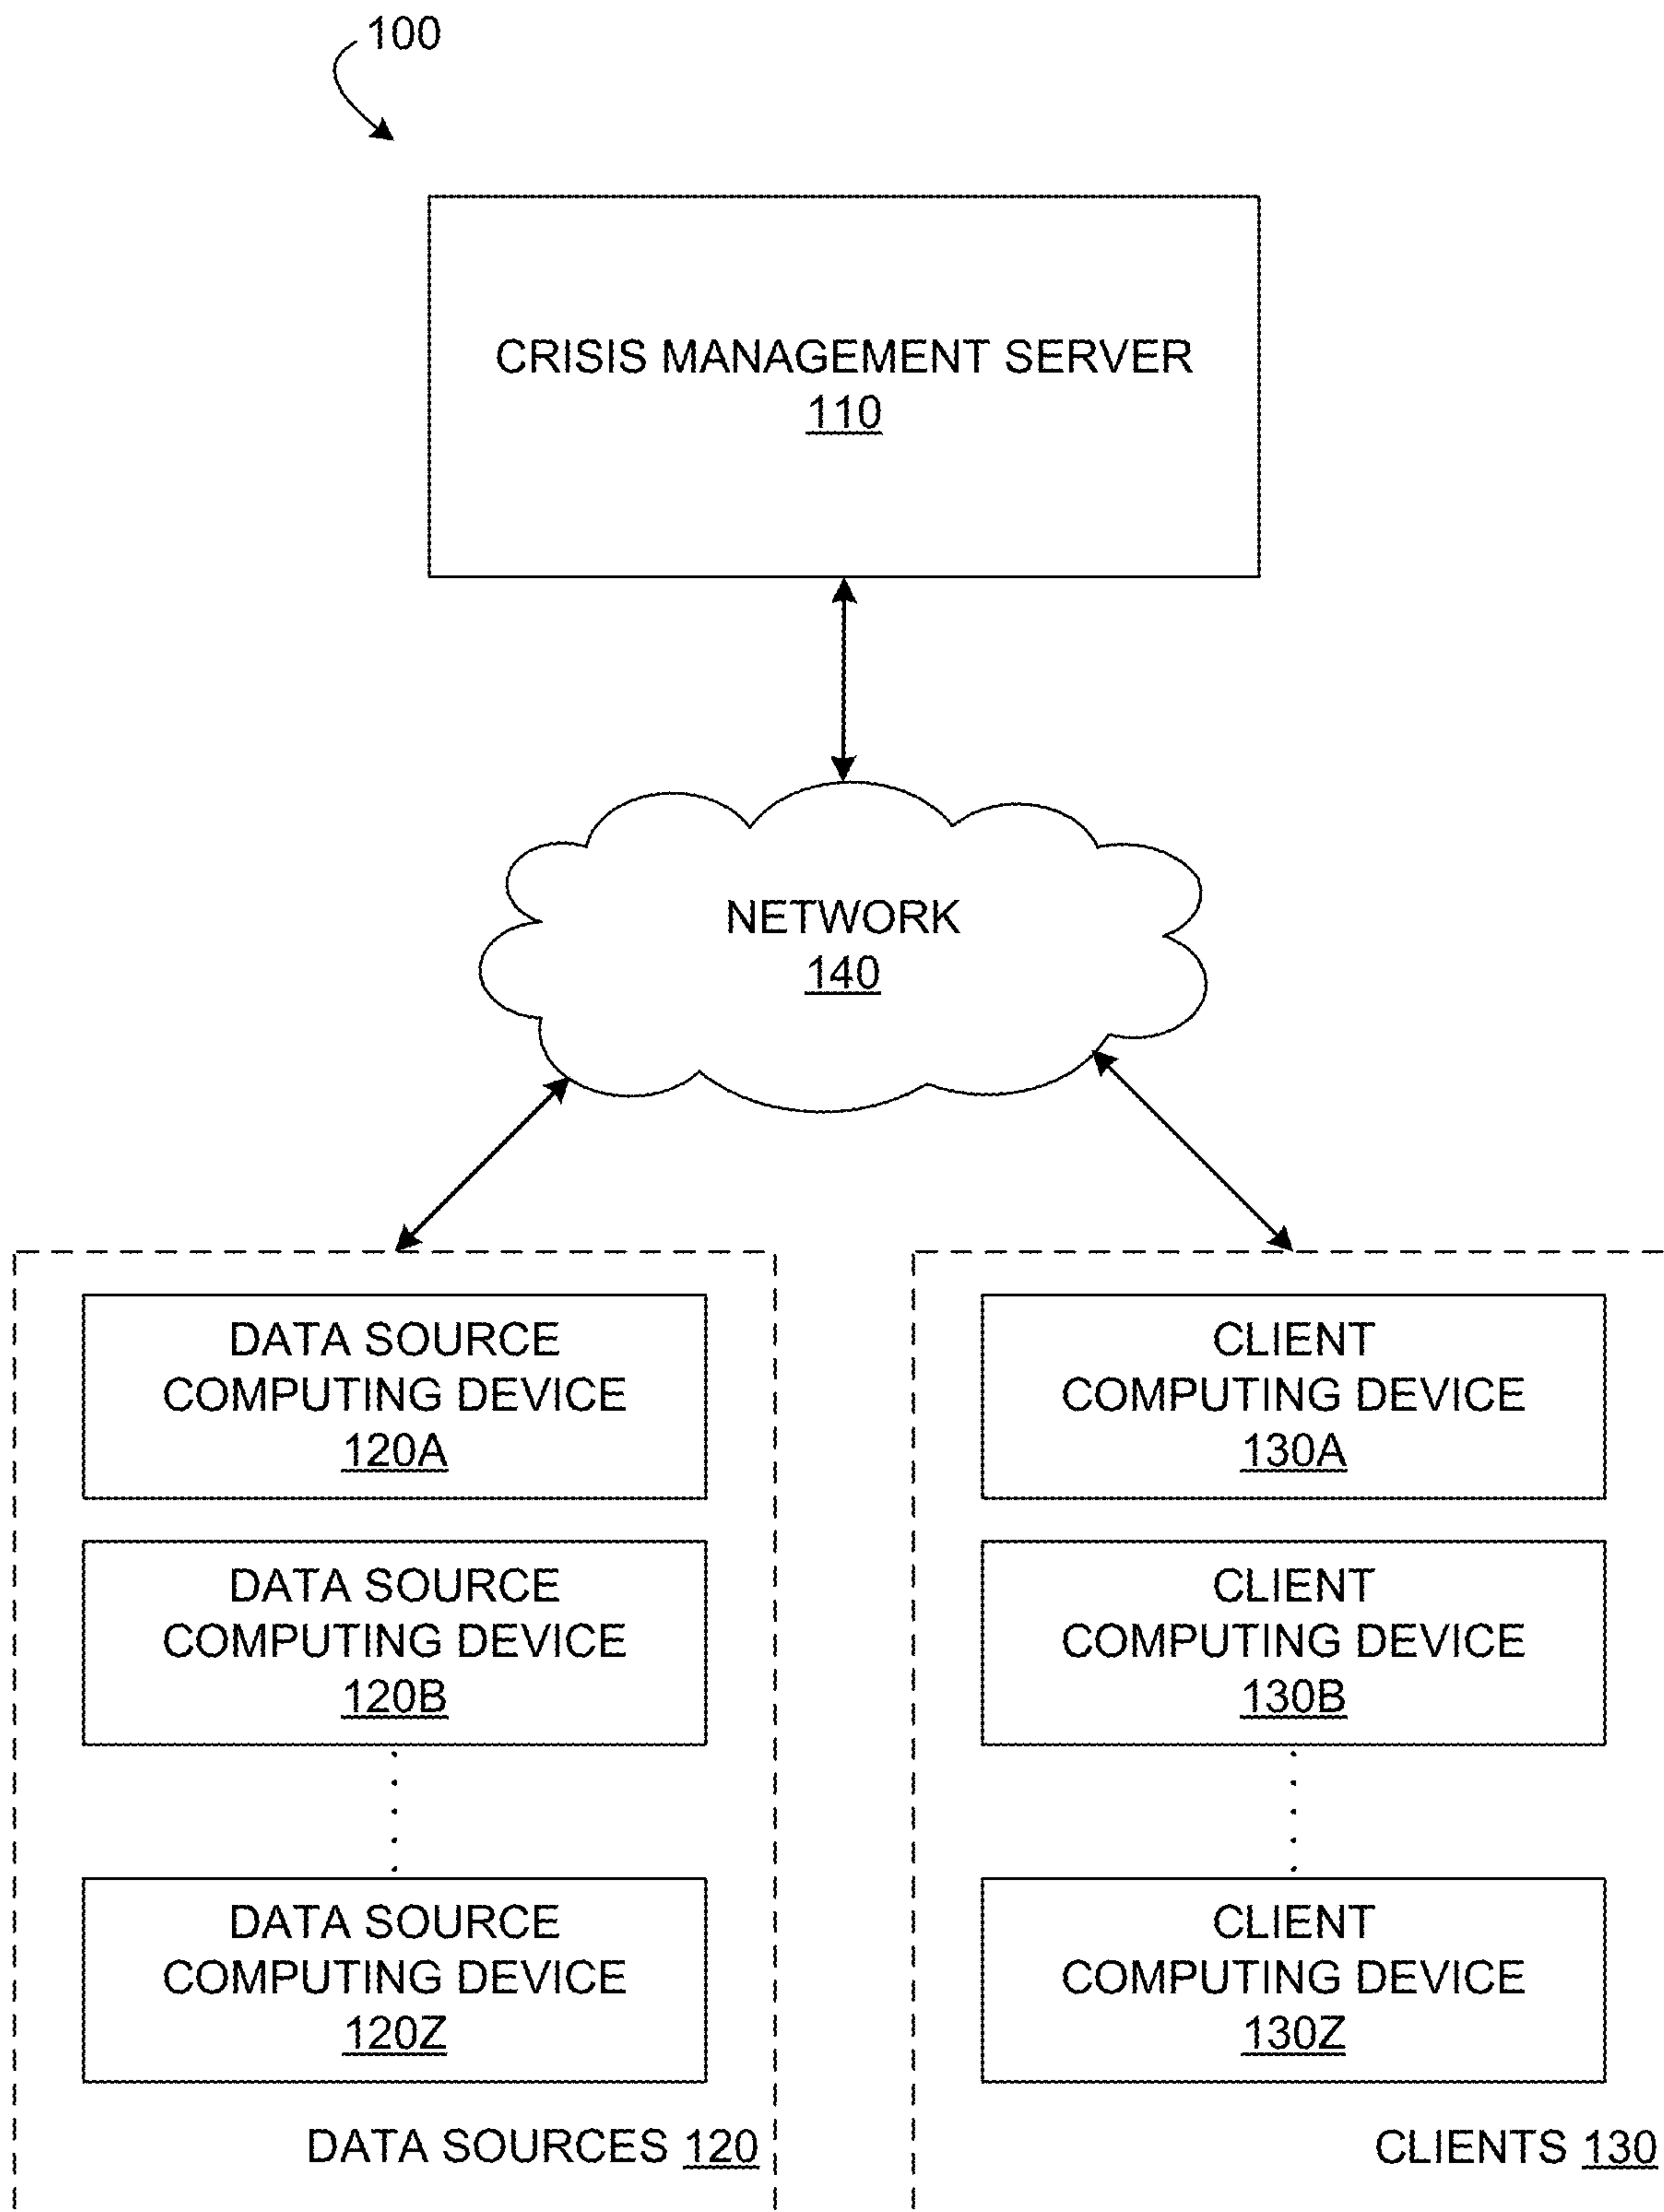 100
CRISIS MANAGEMENT SERVER
110
NETWORK
140
DATA SOURCE
COMPUTING DEVICE
120A
DATA SOURCE
COMPUTING DEVICE
120B
DATA SOURCE
COMPUTING DEVICE
120Z
DATA SOURCES 120
CLIENT
COMPUTING DEVICE
130A
CLIENT
COMPUTING DEVICE
130B
CLIENT
COMPUTING DEVICE
130Z
CLIENTS 130